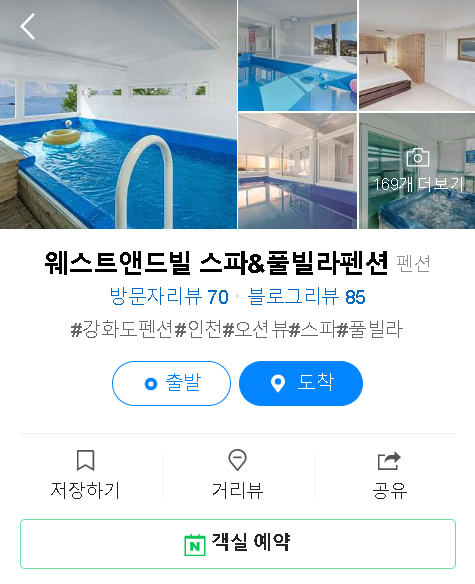 169개 더보기
웨스트앤드빌 스파&풀빌라펜션 펜션
방문자리뷰 70 · 블로그리뷰 85
#강화도펜션#인천#오션뷰#스파#풀빌라
출발 도착
저장하기 거리뷰 공유
N 객실 예약